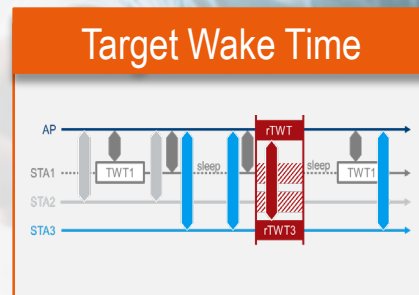 Target Wake Time
AP
rTWT
STA1
TWT1
sleep
sleep
TWT1
STA2
STA3
rTWT3